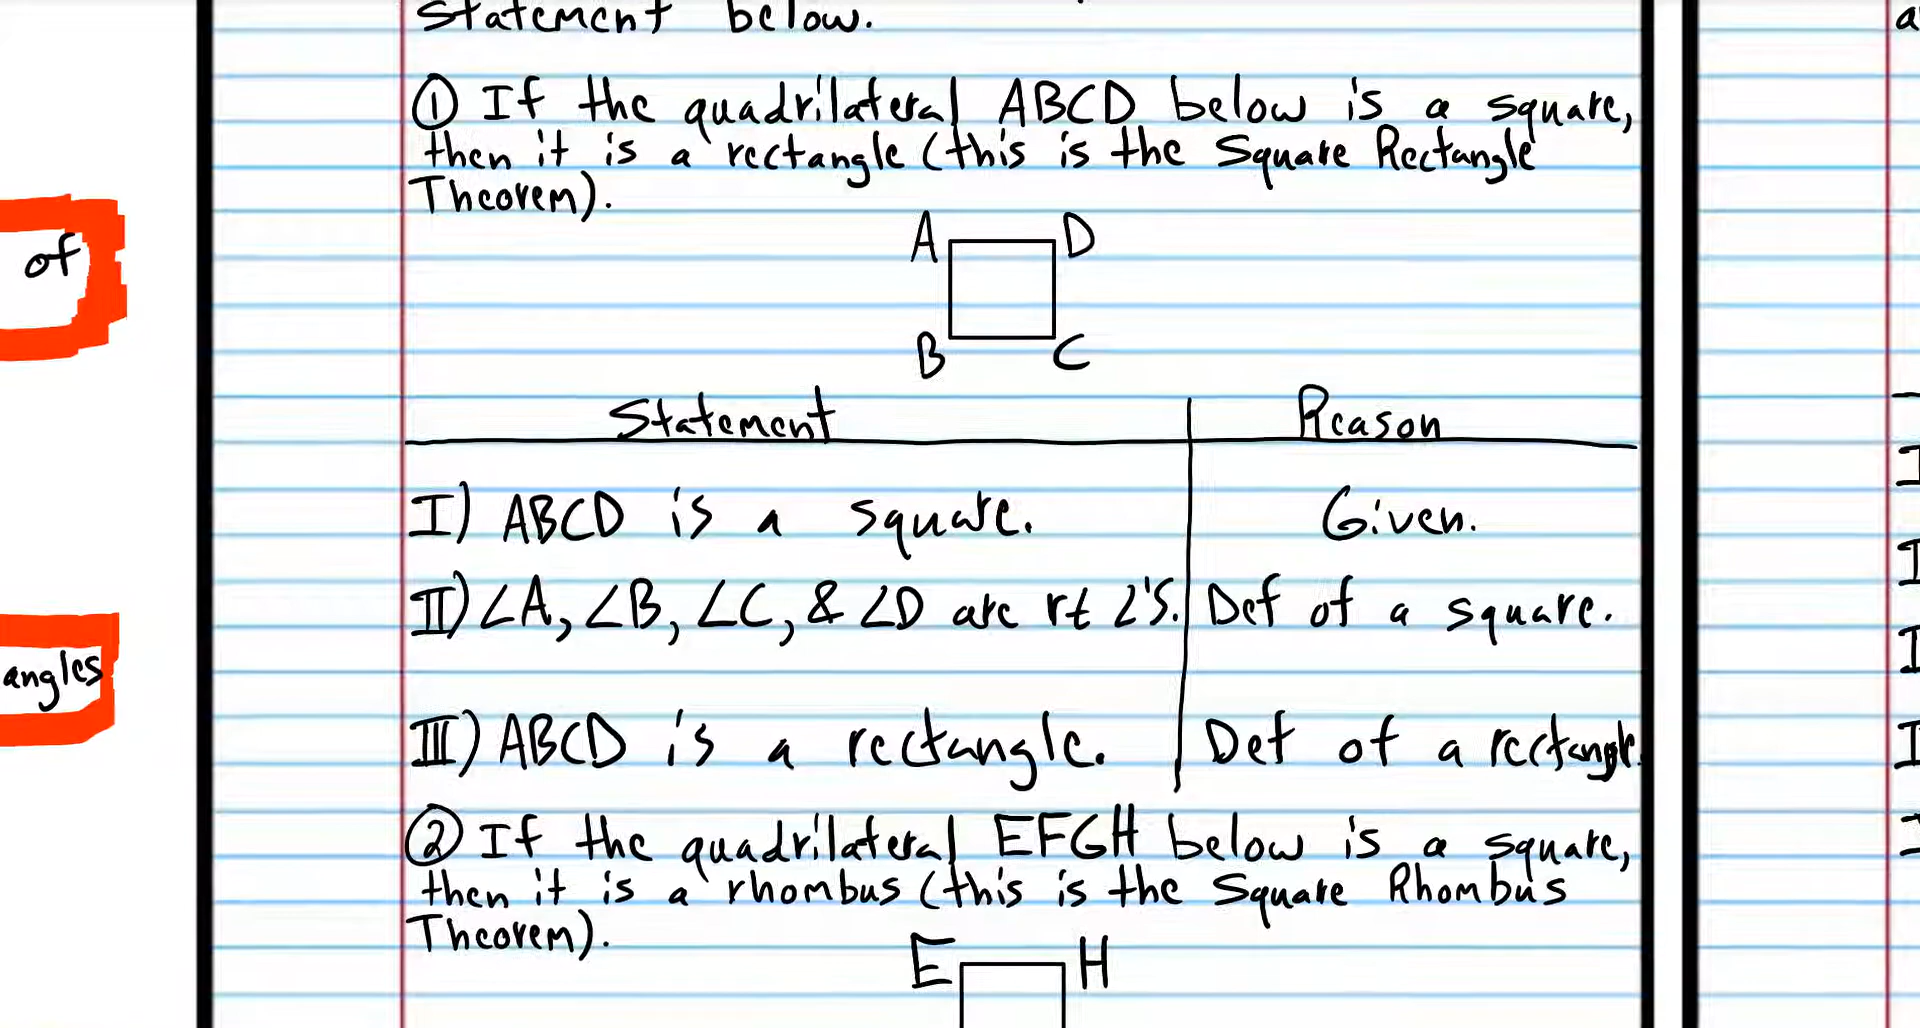 Statement below.
① If the quadrilateral ABCD below is a square,
then it is a rectangle (this is the Square Rectangle
Theorem).
A D
B C
Statement Reason
I) ABCD is a square. Given.
II) ∠A, ∠B, ∠C, & ∠D are rt ∠'s. Def of a square.
III) ABCD is a rectangle. Def of a rectangle.
② If the quadrilateral EFGH below is a square,
then it is a rhombus (this is the Square Rhombus
Theorem).
E H
of
angles